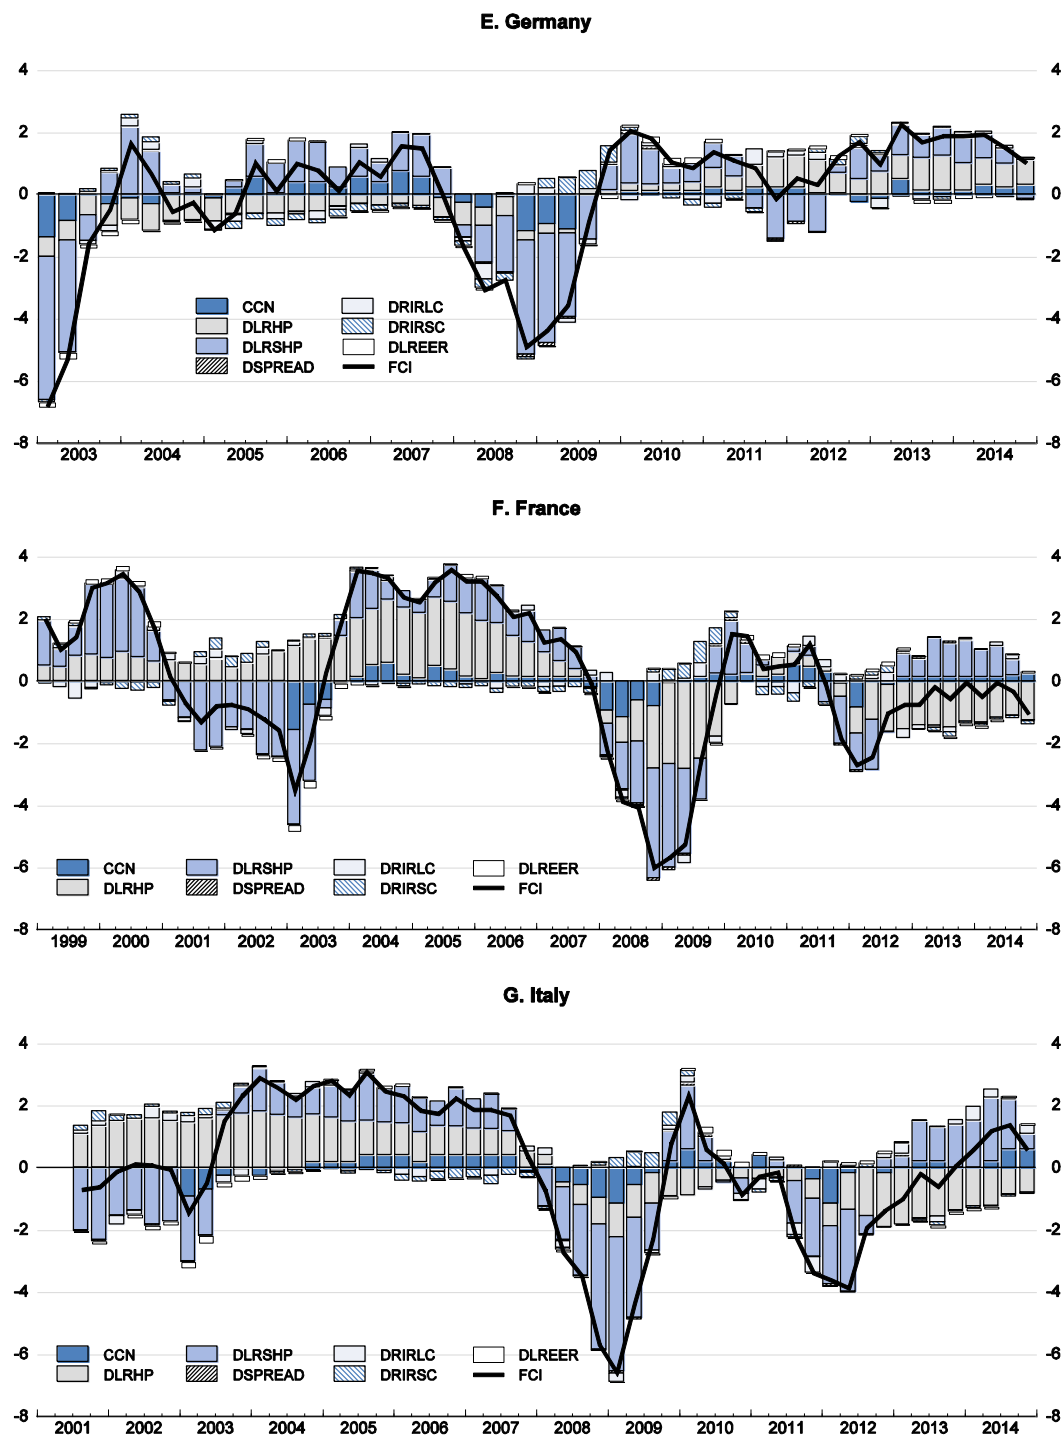 E. Germany
4 4
2 2
0 0
-2 -2
-4 -4
-6 -6
-8 -8
CCN DRIRLC
DLRHP DRIRSC
DLRSHP DLREER
DSPREAD FCI
2003 2004 2005 2006 2007 2008 2009 2010 2011 2012 2013 2014
F. France
4 4
2 2
0 0
-2 -2
-4 -4
-6 -6
-8 -8
CCN DLRSHP DRIRLC DLREER
DLRHP DSPREAD DRIRSC FCI
1999 2000 2001 2002 2003 2004 2005 2006 2007 2008 2009 2010 2011 2012 2013 2014
G. Italy
4 4
2 2
0 0
-2 -2
-4 -4
-6 -6
-8 -8
CCN DLRSHP DRIRLC DLREER
DLRHP DSPREAD DRIRSC FCI
2001 2002 2003 2004 2005 2006 2007 2008 2009 2010 2011 2012 2013 2014